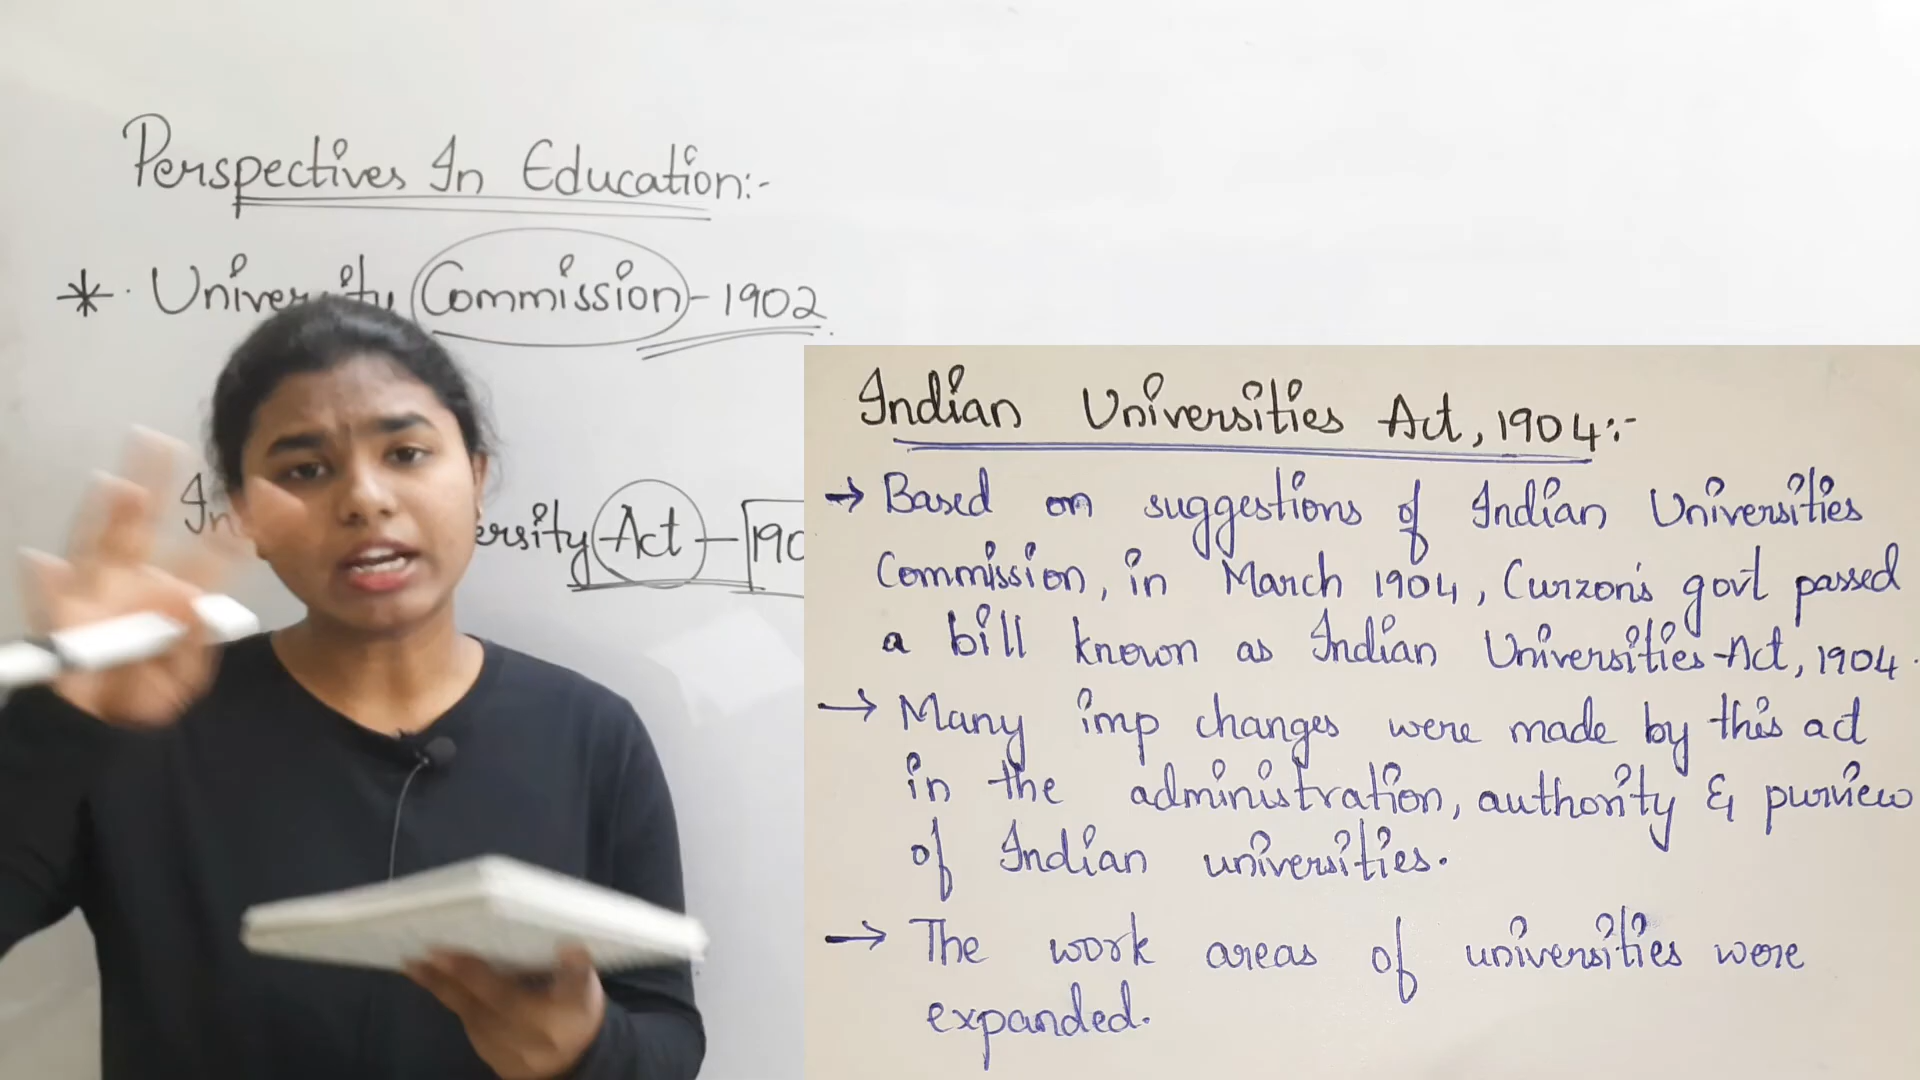 Perspectives In Education:-
* University Commission - 1902
In ersity Act - 190
Indian Universities Act, 1904:-
→ Based on suggestions of Indian Universities
Commission, in March 1904, Curzon's govt passed
a bill known as Indian Universities Act, 1904.
→ Many imp changes were made by this act
in the administration, authority & purview
of Indian universities.
→ The work areas of universities were
expanded.